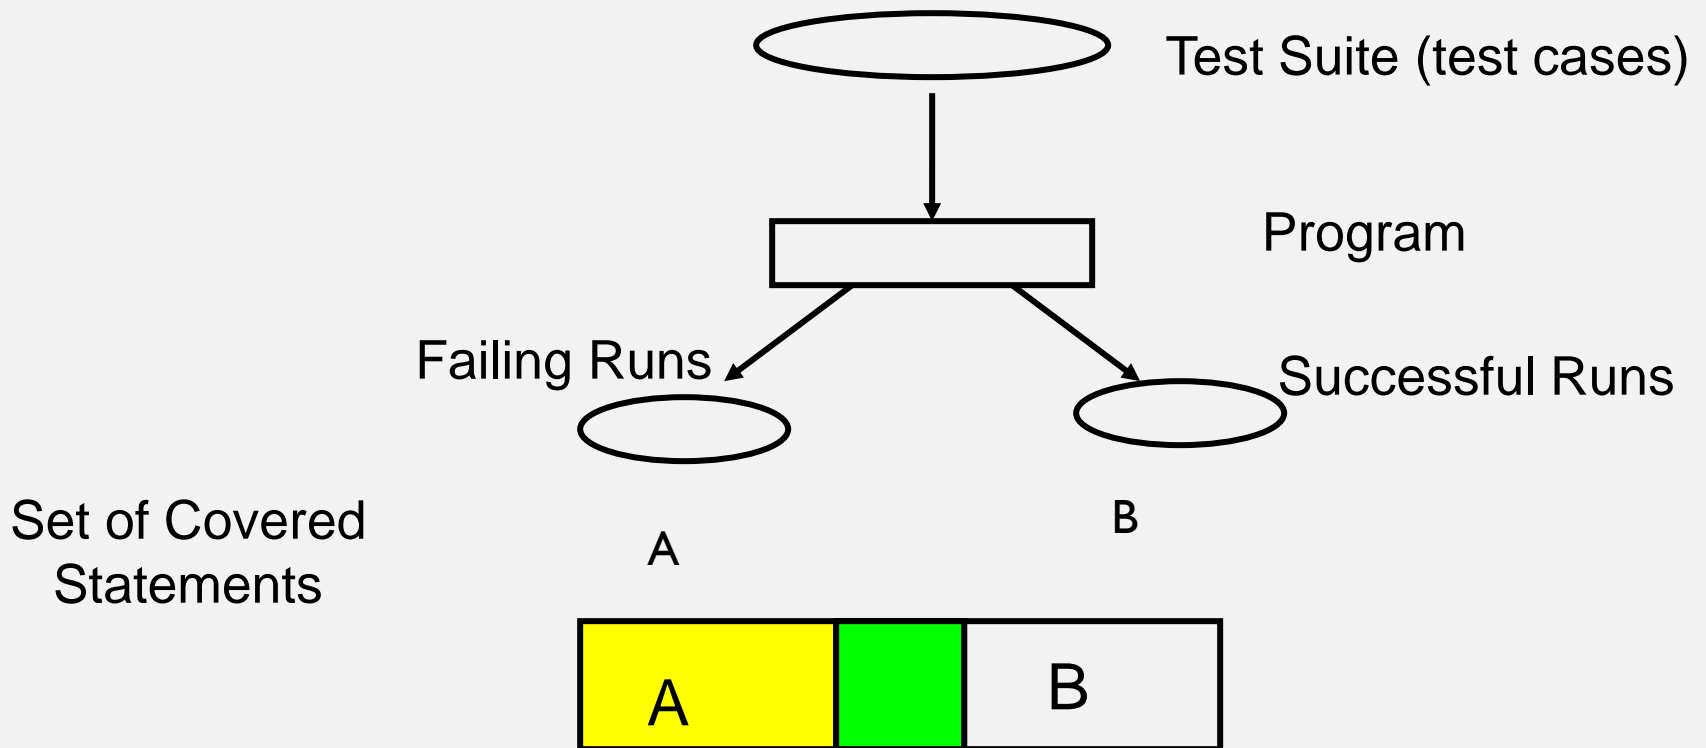 Test Suite (test cases)
Program
Failing Runs
Successful Runs
Set of Covered
Statements
A
B
A
B